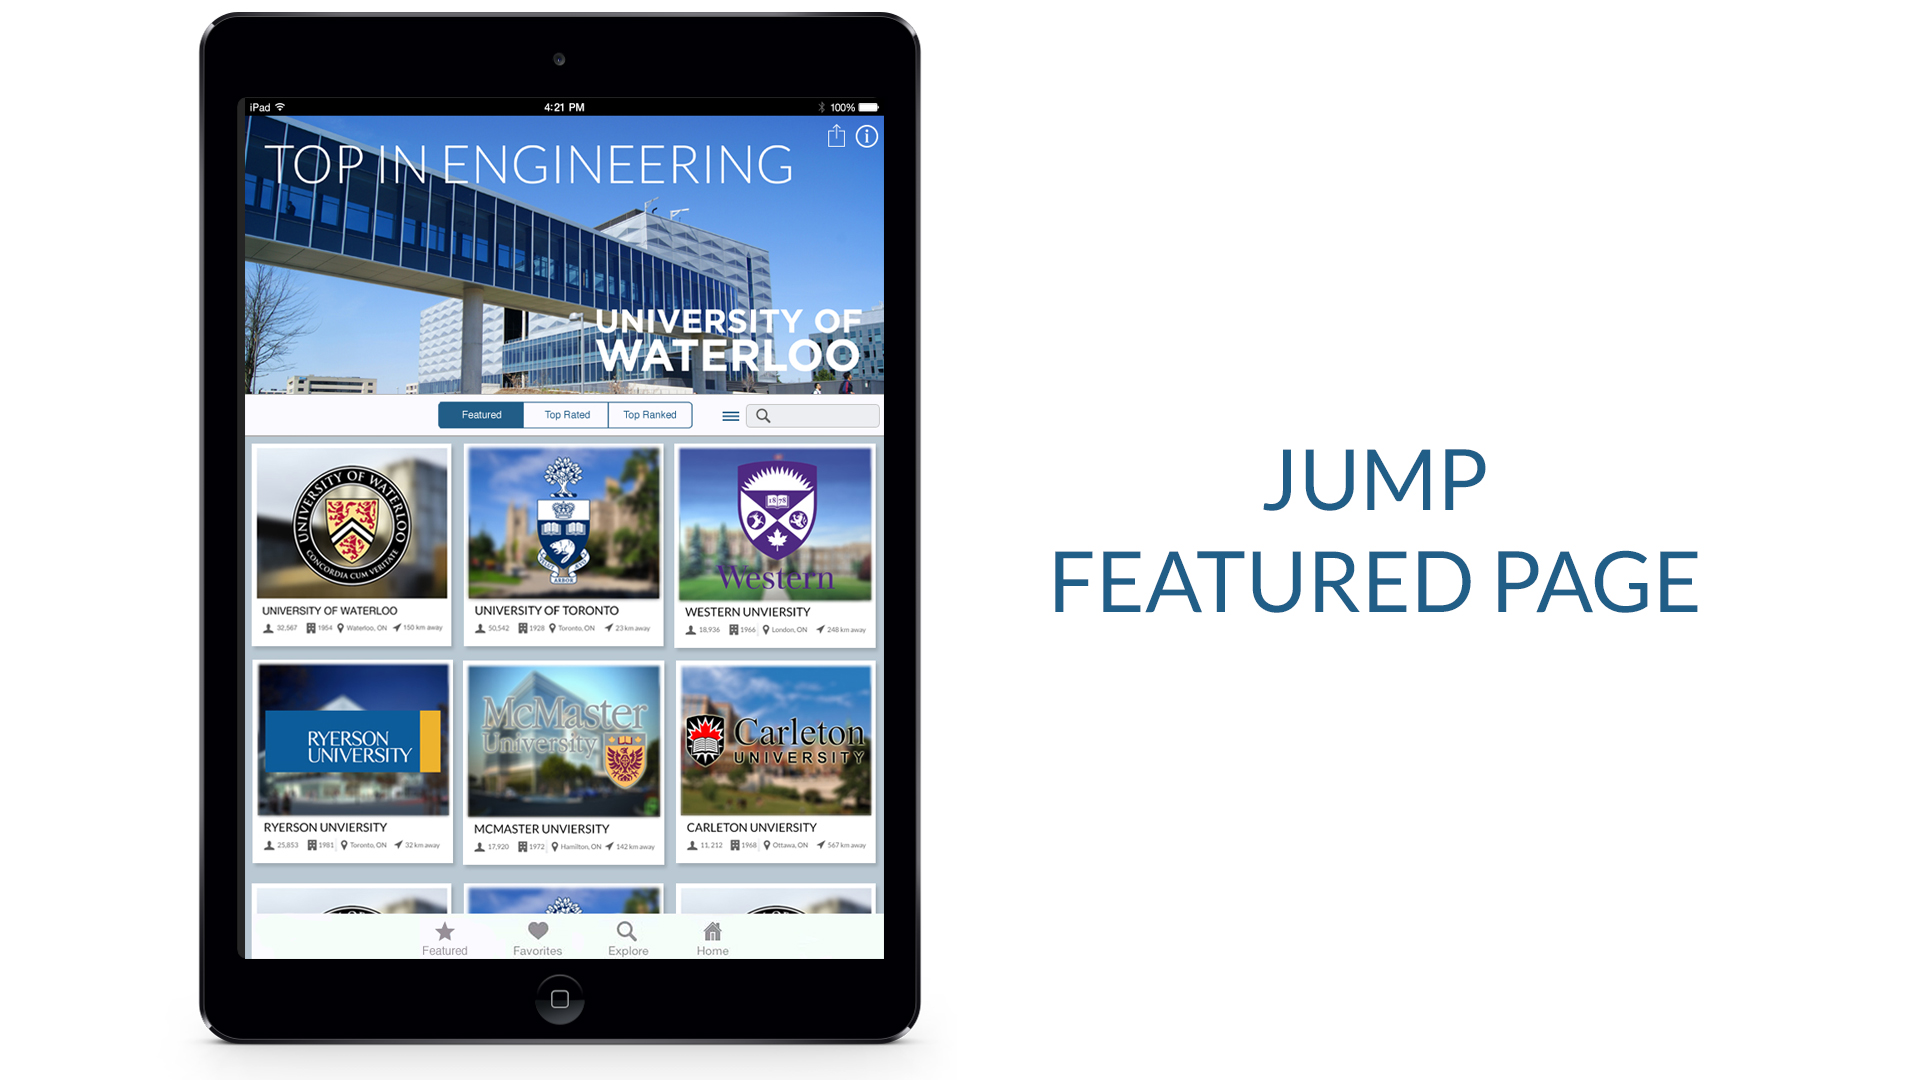 iPad
4:21 PM
100%
TOP IN ENGINEERING
UNIVERSITY OF
WATERLOO
Featured
Top Rated
Top Ranked
UNIVERSITY OF WATERLOO
CONCORDIA CUM VERITATE
UNIVERSITY OF WATERLOO
32,587 1954 Waterloo, ON 150 km away
ARBOR
UNIVERSITY OF TORONTO
50,542 1928 Toronto, ON 23 km away
1878
Western
WESTERN UNVIERSITY
18,936 1966 London, ON 248 km away
RYERSON
UNIVERSITY
RYERSON UNVIERSITY
25,853 1981 Toronto, ON 32 km away
McMaster
University
MCMASTER UNVIERSITY
17,920 1972 Hamilton, ON 142 km away
Carleton
UNIVERSITY
CARLETON UNVIERSITY
11, 212 1968 Ottawa, ON 567 km away
Featured
Favorites
Explore
Home
JUMP
FEATURED PAGE